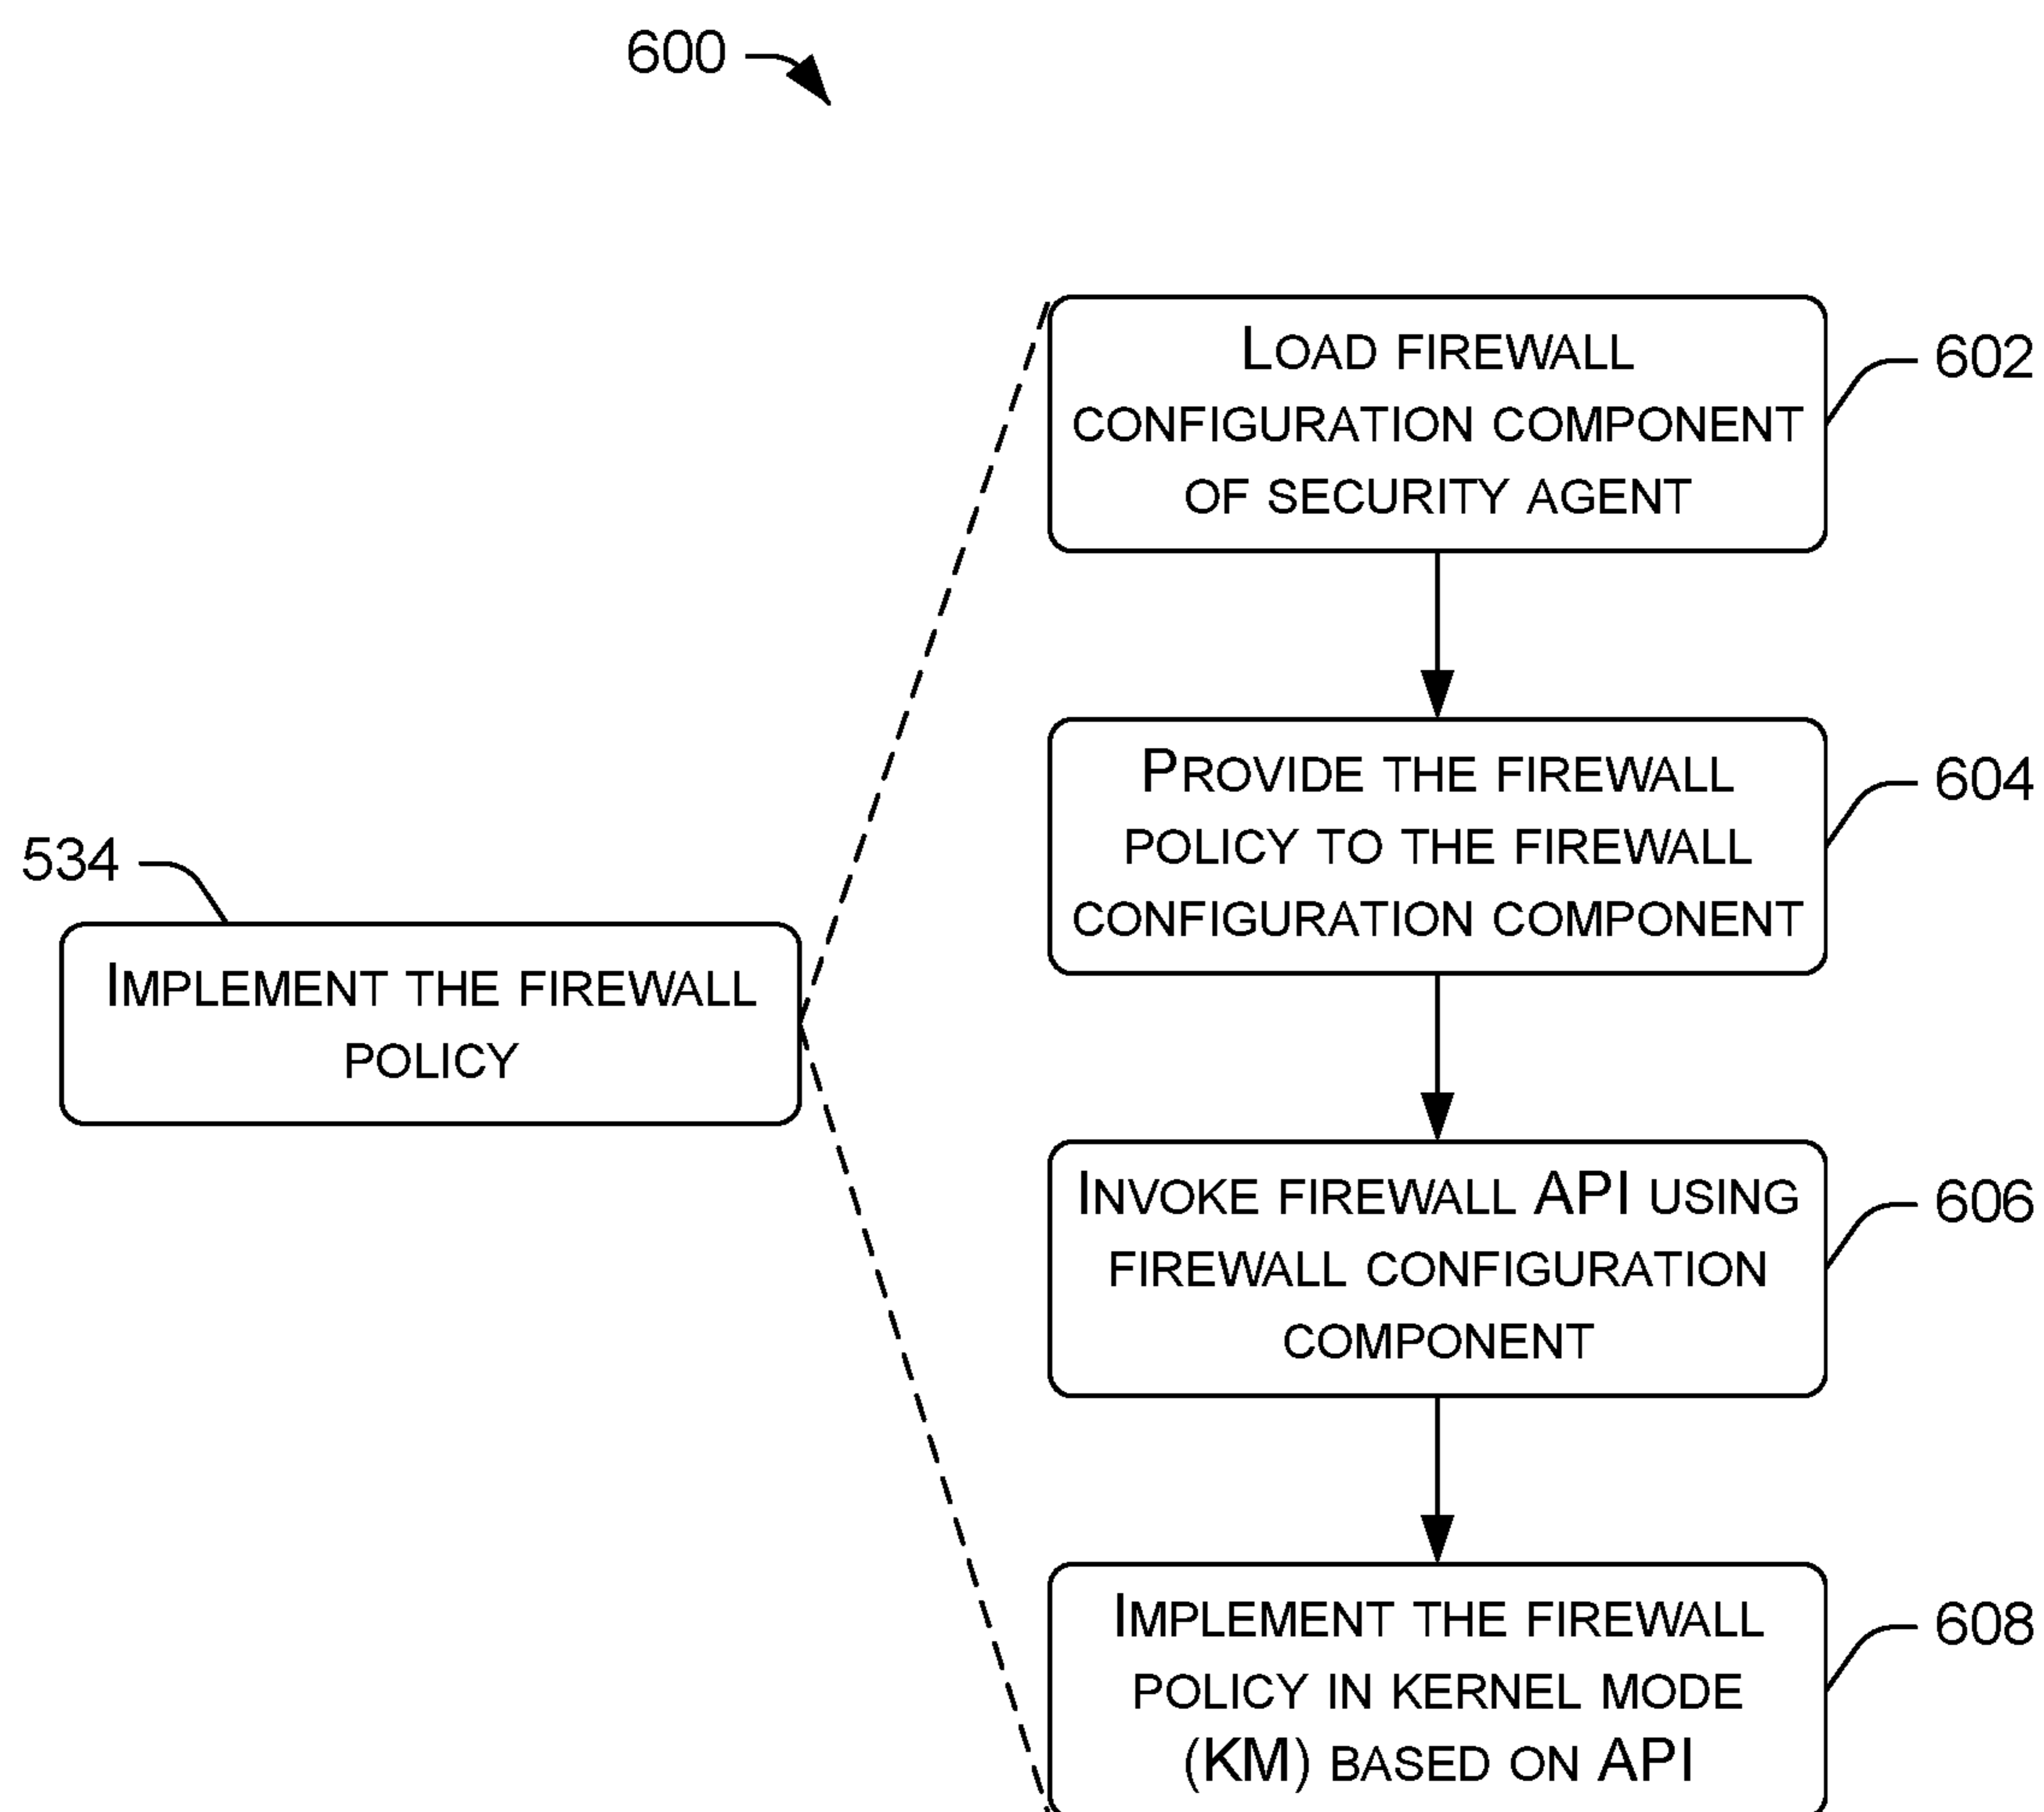 600
LOAD FIREWALL
CONFIGURATION COMPONENT
OF SECURITY AGENT
602
PROVIDE THE FIREWALL
POLICY TO THE FIREWALL
CONFIGURATION COMPONENT
604
534
IMPLEMENT THE FIREWALL
POLICY
INVOKE FIREWALL API USING
FIREWALL CONFIGURATION
COMPONENT
606
IMPLEMENT THE FIREWALL
POLICY IN KERNEL MODE
(KM) BASED ON API
608